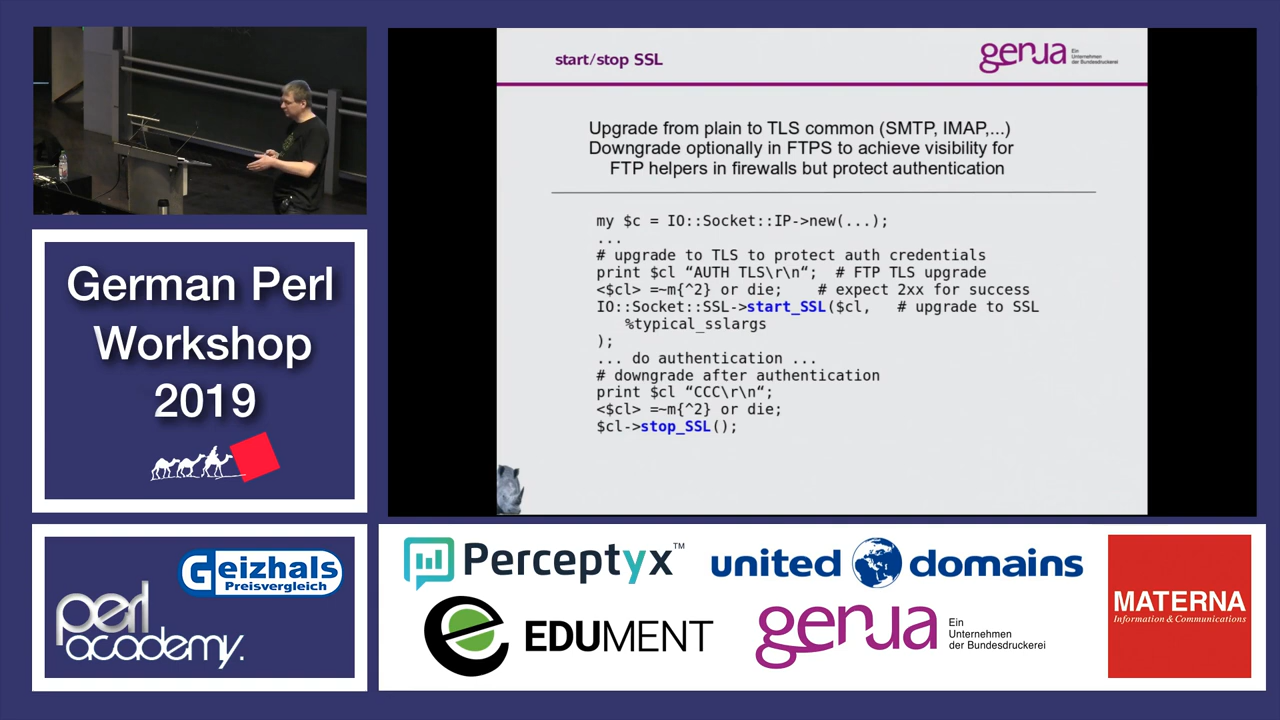 start/stop SSL
genua
Ein
Unternehmen
der Bundesdruckerei
Upgrade from plain to TLS common (SMTP, IMAP,...)
Downgrade optionally in FTPS to achieve visibility for
FTP helpers in firewalls but protect authentication
my $c = IO::Socket::IP->new(...);
...
# upgrade to TLS to protect auth credentials
print $cl “AUTH TLS\r\n“;  # FTP TLS upgrade
<$cl> =~m{^2} or die;    # expect 2xx for success
IO::Socket::SSL->start_SSL($cl,   # upgrade to SSL
%typical_sslargs
);
... do authentication ...
# downgrade after authentication
print $cl “CCC\r\n“;
<$cl> =~m{^2} or die;
$cl->stop_SSL();
German Perl
Workshop
2019
Geizhals
Preisvergleich
perl
academy.
Perceptyx™
united domains
EDUMENT
genua
Ein
Unternehmen
der Bundesdruckerei
MATERNA
Information & Communications